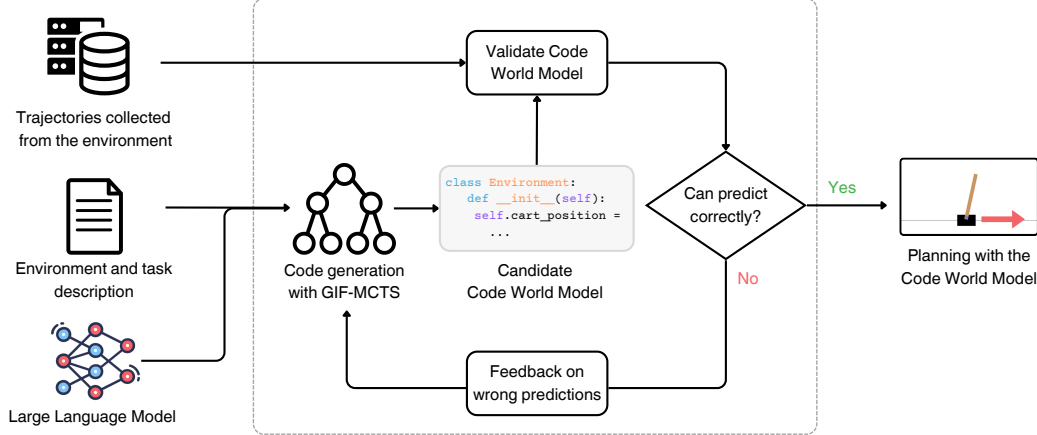 Trajectories collected
from the environment
Environment and task
description
Large Language Model
Validate Code
World Model
Code generation
with GIF-MCTS
class Environment:
def __init__(self):
self.cart_position =
...
Candidate
Code World Model
Feedback on
wrong predictions
Can predict
correctly?
Yes
No
Planning with the
Code World Model